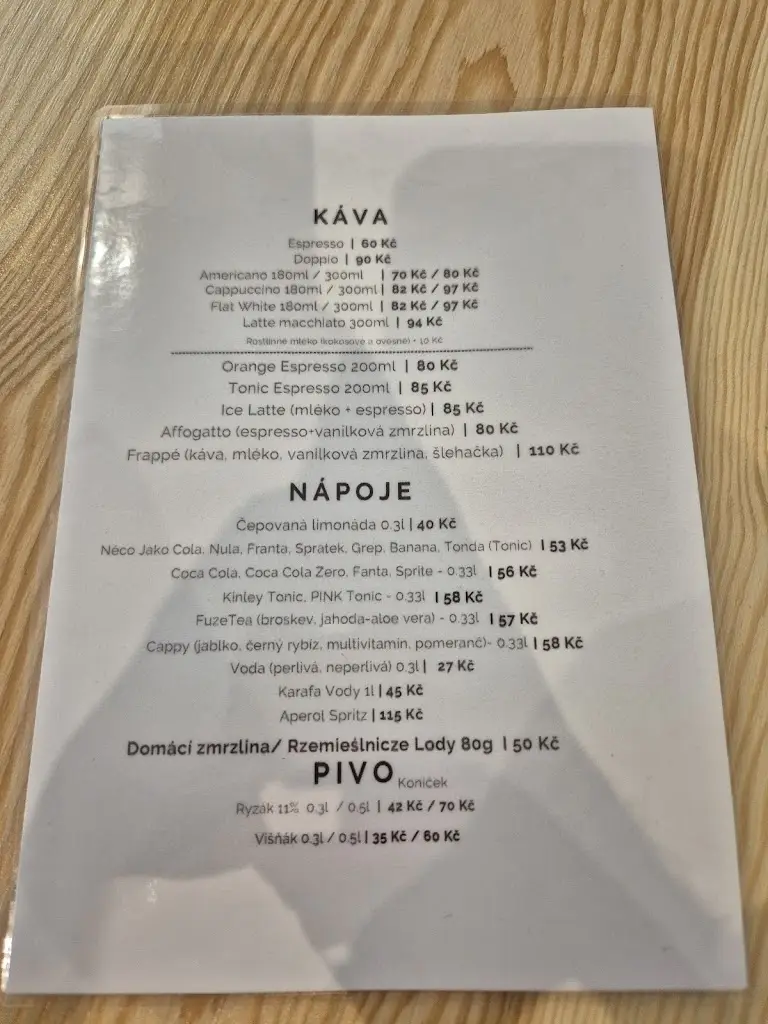 KÁVA
Espresso | 60 Kč
Doppio | 90 Kč
Americano 180ml / 300ml | 70 Kč / 80 Kč
Cappuccino 180ml / 300ml | 82 Kč / 97 Kč
Flat White 180ml / 300ml | 82 Kč / 97 Kč
Latte macchiato 300ml | 94 Kč
Rostlinné mléko (kokosové a ovesné) + 10 Kč
Orange Espresso 200ml | 80 Kč
Tonic Espresso 200ml | 85 Kč
Ice Latte (mléko + espresso) | 85 Kč
Affogatto (espresso+vanilková zmrzlina) | 80 Kč
Frappé (káva, mléko, vanilková zmrzlina, šlehačka) | 110 Kč
NÁPOJE
Čepovaná limonáda 0.3l | 40 Kč
Něco Jako Cola, Nula, Franta, Spratek, Grep, Banana, Tonda (Tonic) | 53 Kč
Coca Cola, Coca Cola Zero, Fanta, Sprite - 0.33l | 56 Kč
Kinley Tonic, PINK Tonic - 0.33l | 58 Kč
FuzeTea (broskev, jahoda-aloe vera) - 0.33l | 57 Kč
Cappy (jablko, černý rybíz, multivitamin, pomeranč)- 0.33l | 58 Kč
Voda (perlivá, neperlivá) 0.3l | 27 Kč
Karafa Vody 1l | 45 Kč
Aperol Spritz | 115 Kč
Domácí zmrzlina/ Rzemieślnicze Lody 80g | 50 Kč
PIVO Koníček
Ryzák 11% 0.3l / 0.5l | 42 Kč / 70 Kč
Višňák 0.3l / 0.5l | 35 Kč / 60 Kč